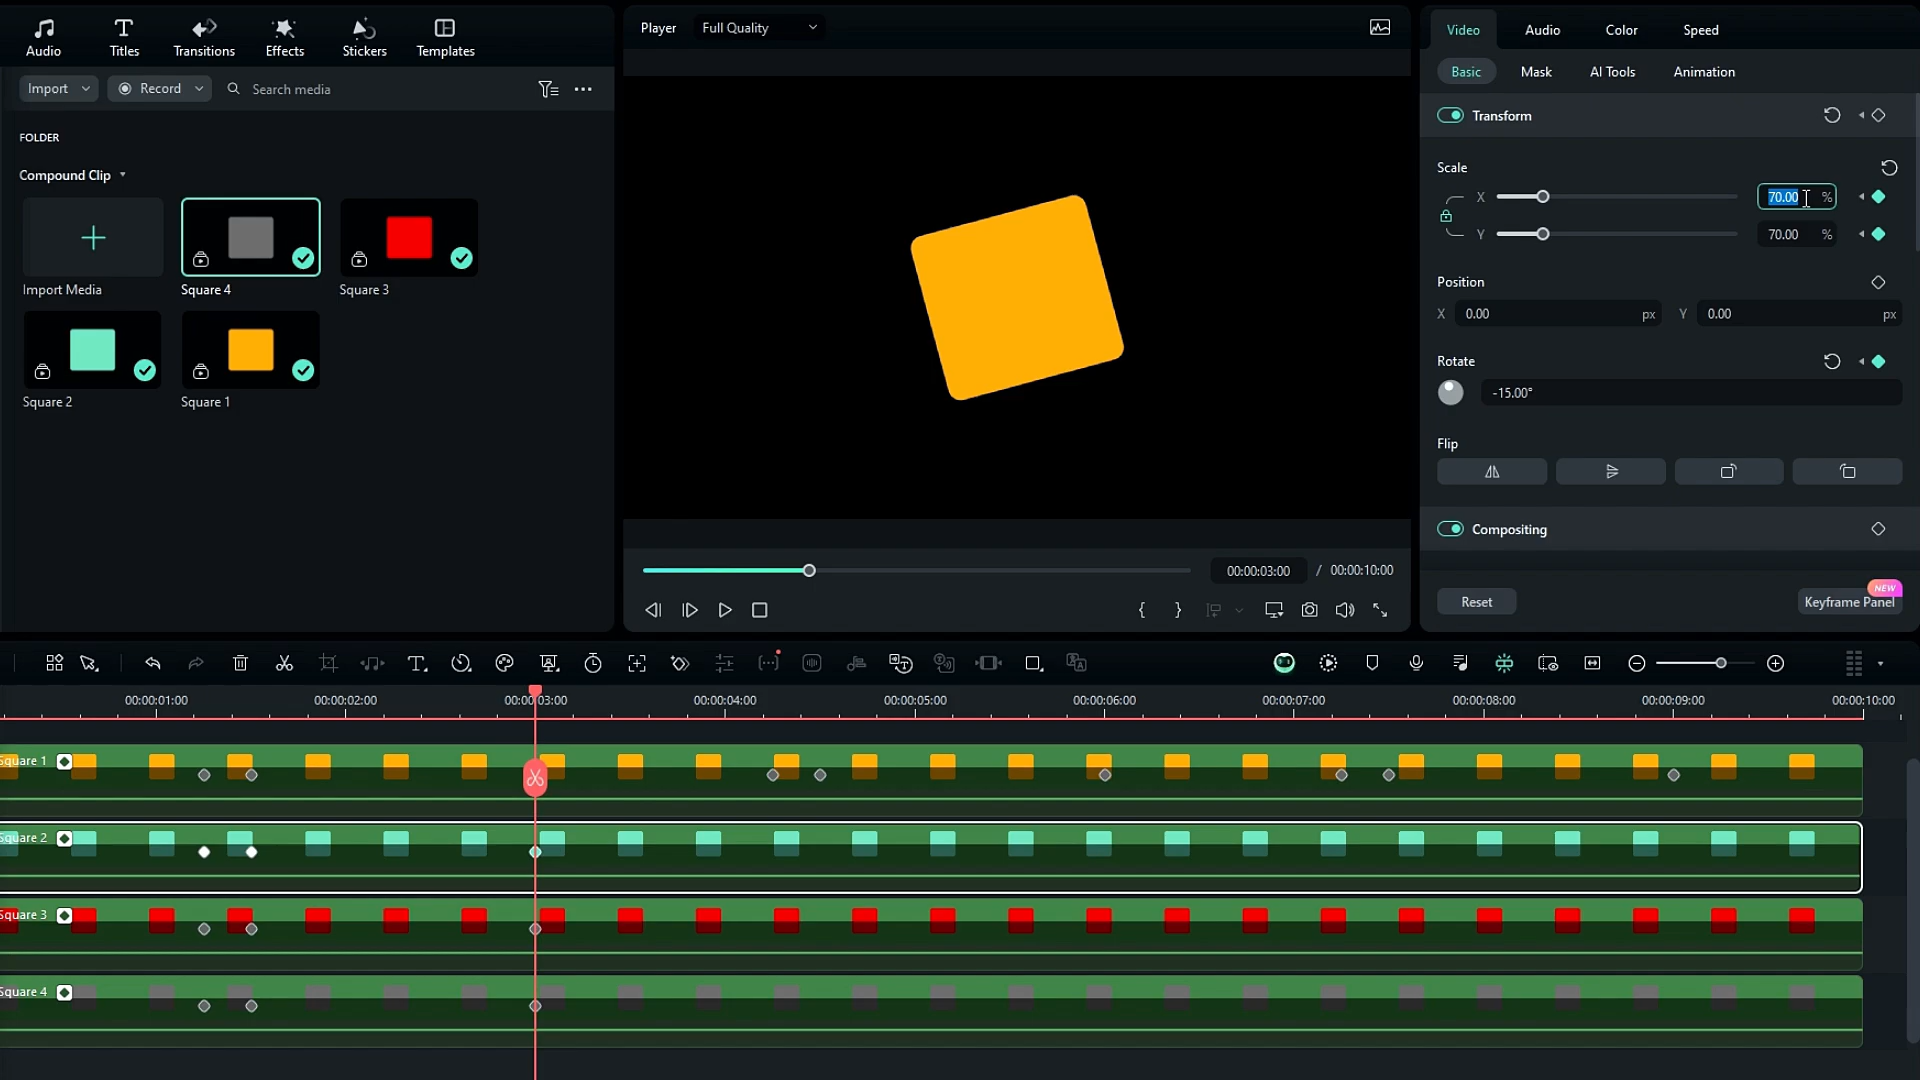 Audio
Titles
Transitions
Effects
Stickers
Templates
Import
Record
Search media
FOLDER
Compound Clip
Import Media
Square 4
Square 3
Square 2
Square 1
Player
Full Quality
00:00:03:00 / 00:00:10:00
Video
Audio
Color
Speed
Basic
Mask
AI Tools
Animation
Transform
Scale
X 70.00 %
Y 70.00 %
Position
X 0.00 px Y 0.00 px
Rotate
-15.00°
Flip
Compositing
Reset
NEW
Keyframe Panel
00:00:01:00 00:00:02:00 00:00:03:00 00:00:04:00 00:00:05:00 00:00:06:00 00:00:07:00 00:00:08:00 00:00:09:00 00:00:10:00
Square 1
Square 2
Square 3
Square 4